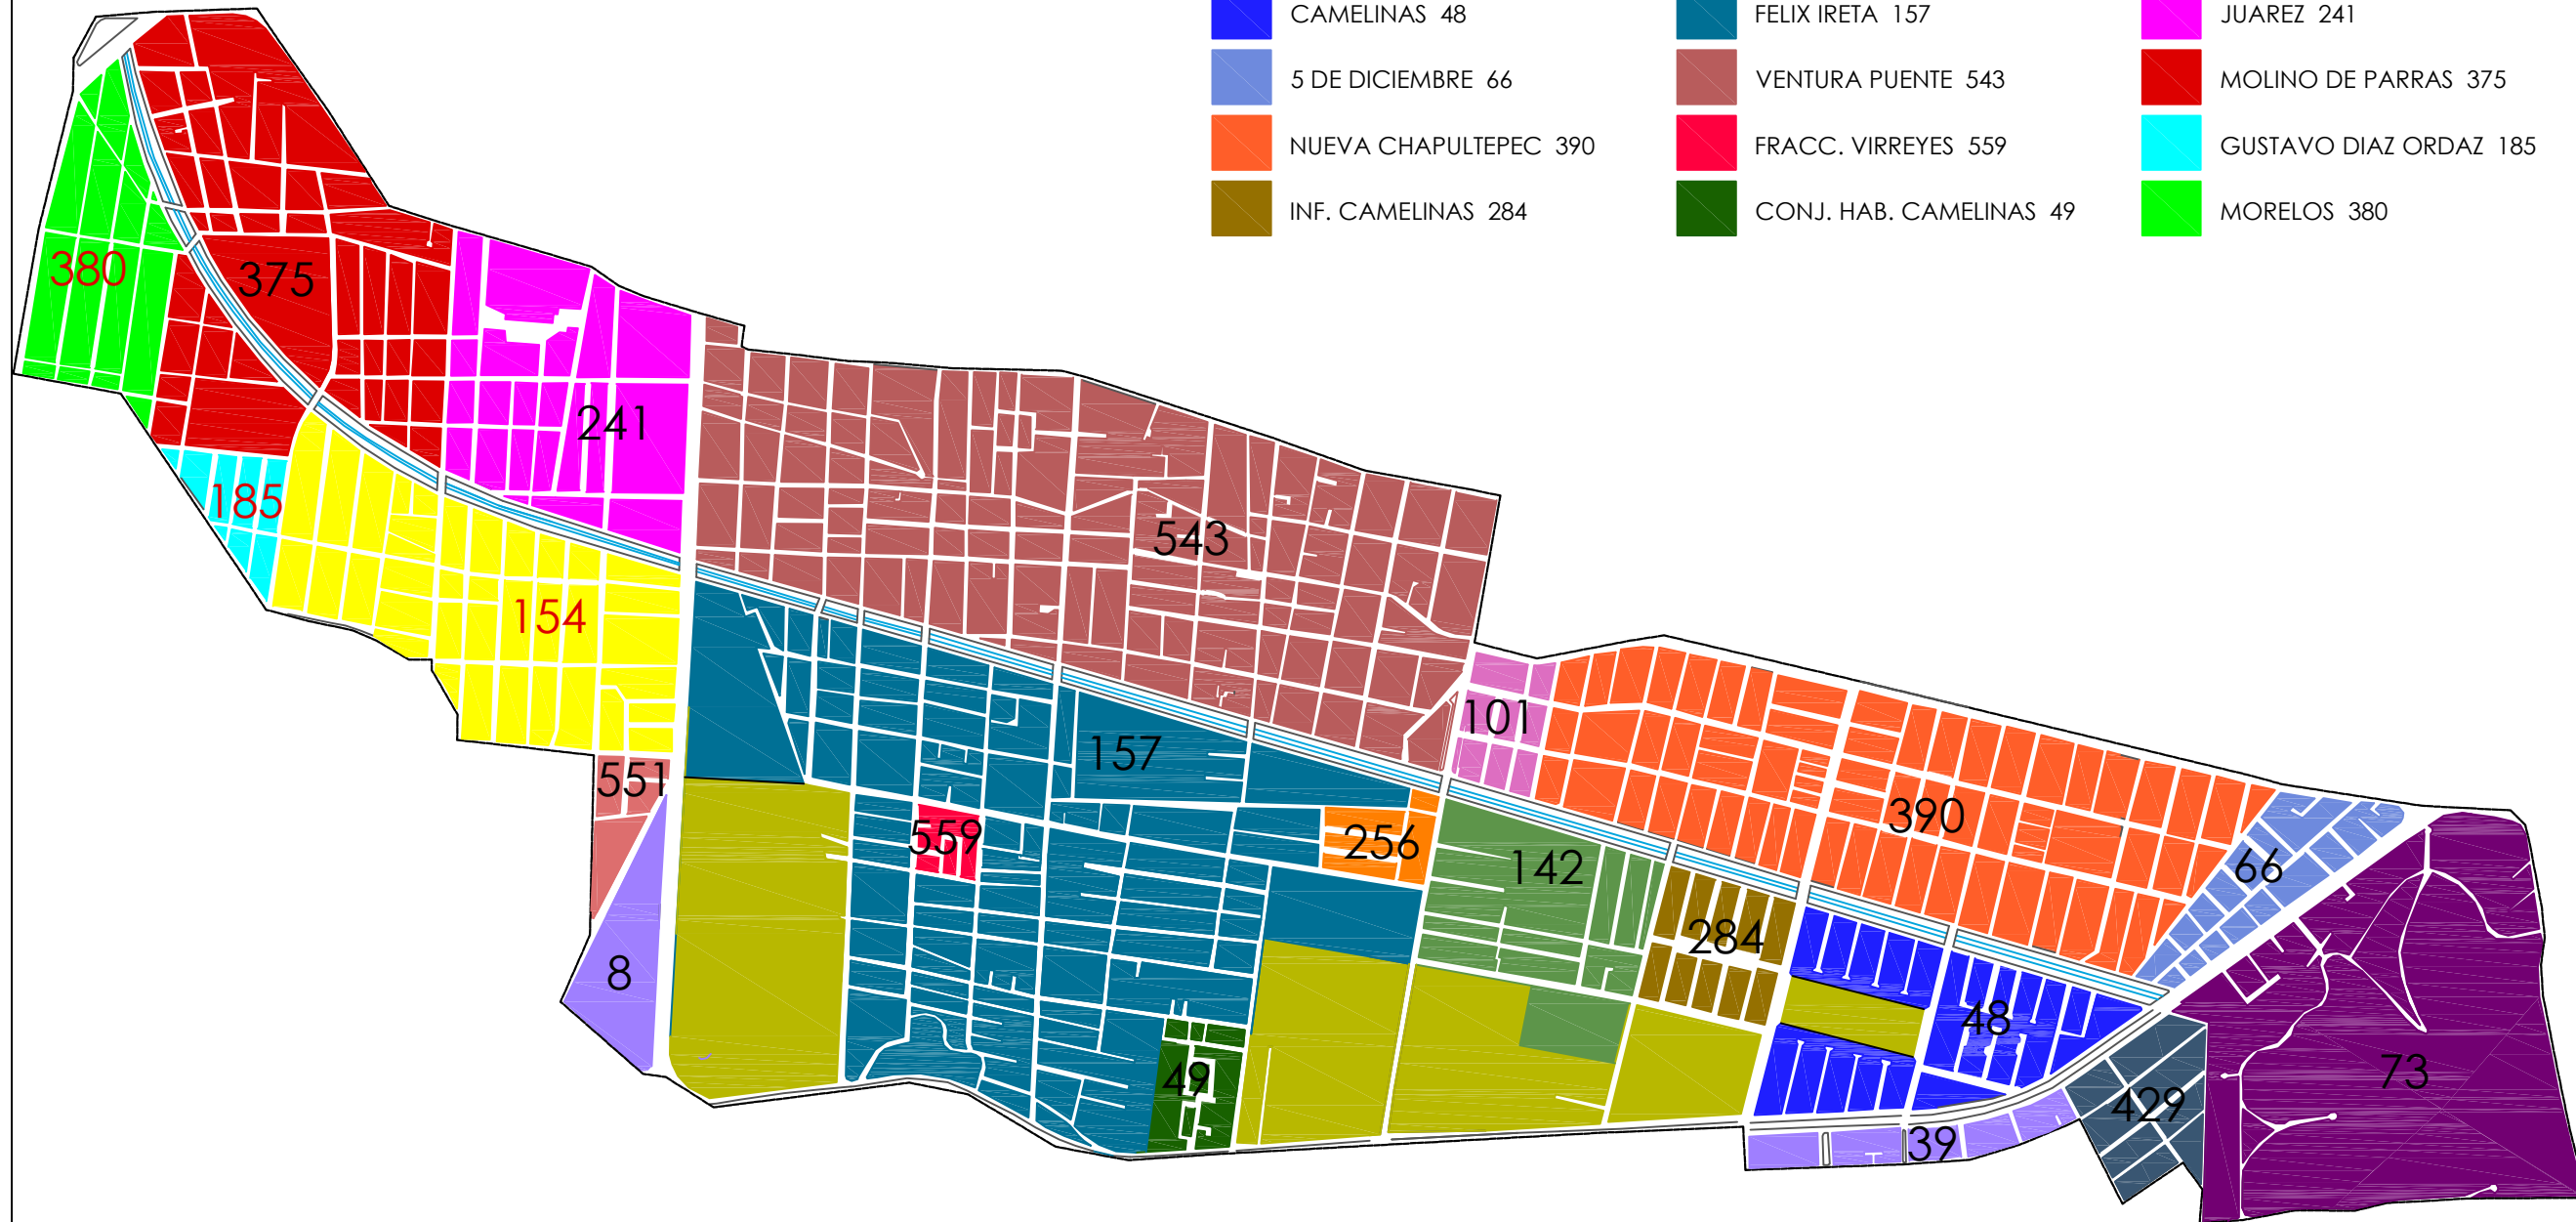 CAMELINAS 48
FELIX IRETA 157
JUAREZ 241
5 DE DICIEMBRE 66
VENTURA PUENTE 543
MOLINO DE PARRAS 375
NUEVA CHAPULTEPEC 390
FRACC. VIRREYES 559
GUSTAVO DIAZ ORDAZ 185
INF. CAMELINAS 284
CONJ. HAB. CAMELINAS 49
MORELOS 380
380
375
241
185
543
154
101
157
551
390
559
256
142
66
284
8
48
73
49
429
39